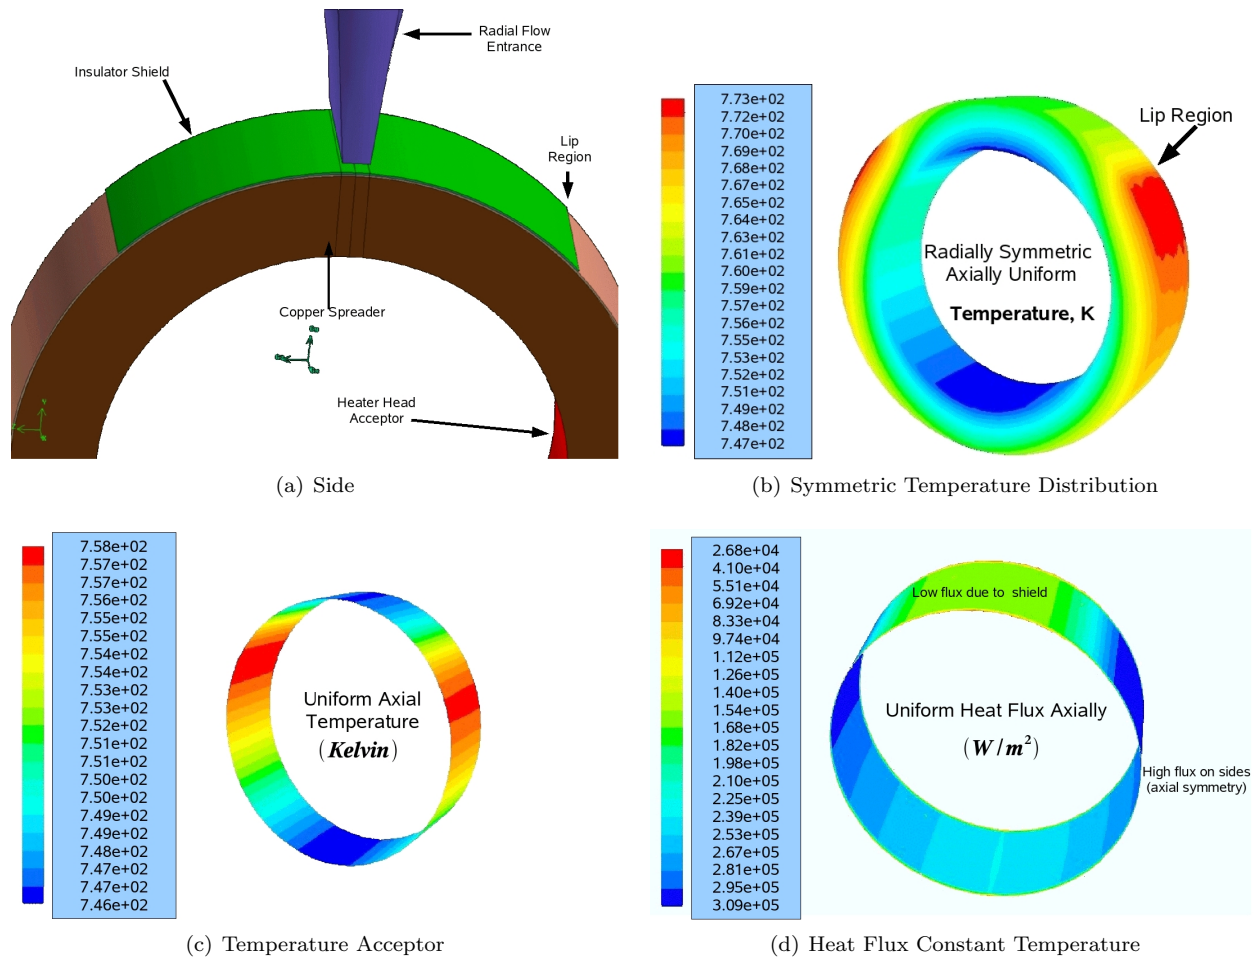 Radial Flow
Entrance
Insulator Shield
Lip
Region
Copper Spreader
Heater Head
Acceptor
(a) Side
7.73e+02
7.72e+02
7.70e+02
7.69e+02
7.68e+02
7.67e+02
7.65e+02
7.64e+02
7.63e+02
7.61e+02
7.60e+02
7.59e+02
7.57e+02
7.56e+02
7.55e+02
7.53e+02
7.52e+02
7.51e+02
7.49e+02
7.48e+02
7.47e+02
Lip Region
Radially Symmetric
Axially Uniform
Temperature, K
(b) Symmetric Temperature Distribution
7.58e+02
7.57e+02
7.57e+02
7.56e+02
7.55e+02
7.55e+02
7.54e+02
7.54e+02
7.53e+02
7.53e+02
7.52e+02
7.51e+02
7.51e+02
7.50e+02
7.50e+02
7.49e+02
7.49e+02
7.48e+02
7.47e+02
7.47e+02
7.46e+02
Uniform Axial
Temperature
(Kelvin)
(c) Temperature Acceptor
2.68e+04
4.10e+04
5.51e+04
6.92e+04
8.33e+04
9.74e+04
1.12e+05
1.26e+05
1.40e+05
1.54e+05
1.68e+05
1.82e+05
1.98e+05
2.10e+05
2.25e+05
2.39e+05
2.53e+05
2.67e+05
2.81e+05
2.95e+05
3.09e+05
Low flux due to shield
Uniform Heat Flux Axially
(W/m²)
High flux on sides
(axial symmetry)
(d) Heat Flux Constant Temperature